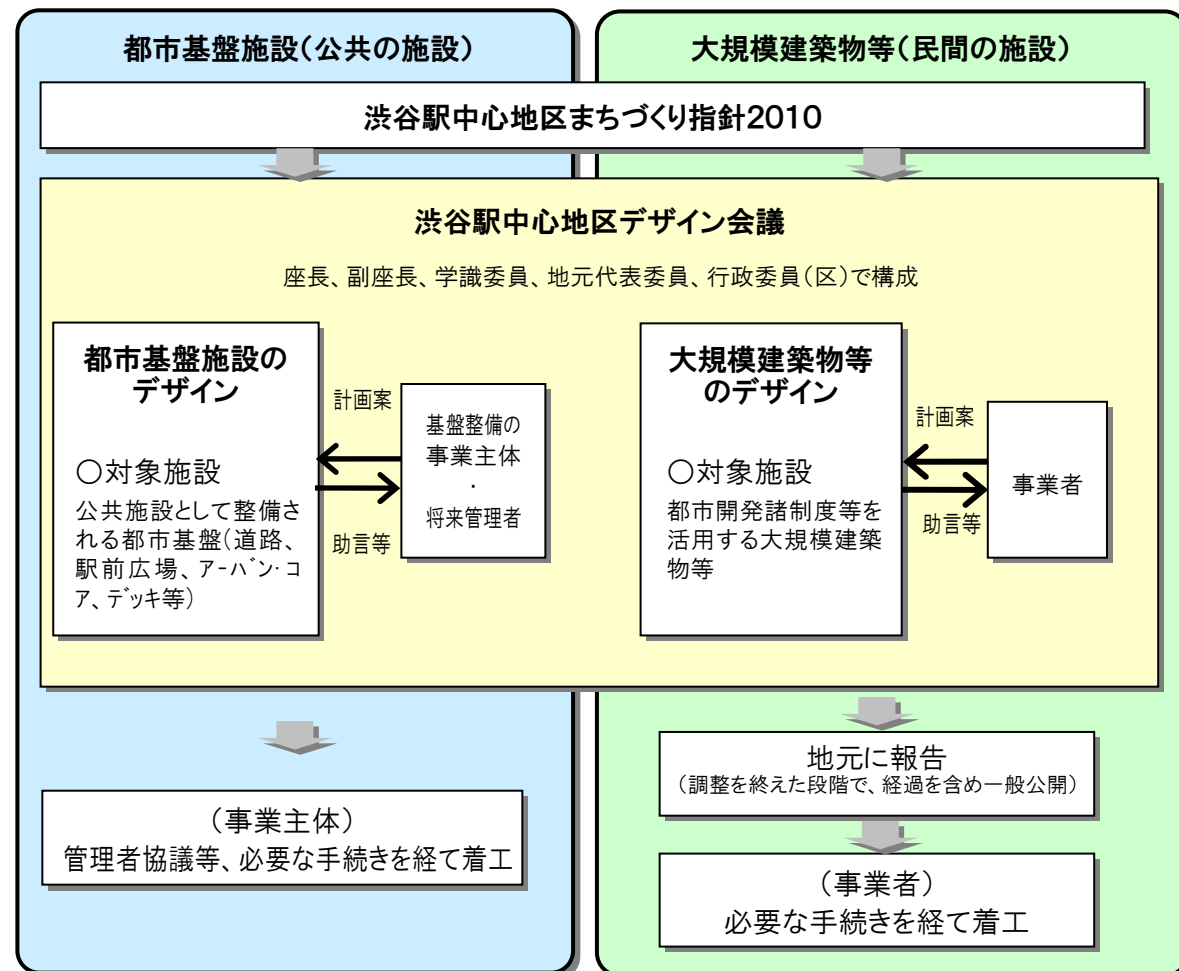 都市基盤施設(公共の施設)
大規模建築物等(民間の施設)
渋谷駅中心地区まちづくり指針2010
渋谷駅中心地区デザイン会議
座長、副座長、学識委員、地元代表委員、行政委員(区)で構成
都市基盤施設の
デザイン
〇対象施設
公共施設として整備さ
れる都市基盤(道路、
駅前広場、アーバン・コ
ア、デッキ等)
計画案
助言等
基盤整備の
事業主体
・
将来管理者
大規模建築物等
のデザイン
〇対象施設
都市開発諸制度等を
活用する大規模建築
物等
計画案
助言等
事業者
(事業主体)
管理者協議等、必要な手続きを経て着工
地元に報告
(調整を終えた段階で、経過を含め一般公開)
(事業者)
必要な手続きを経て着工